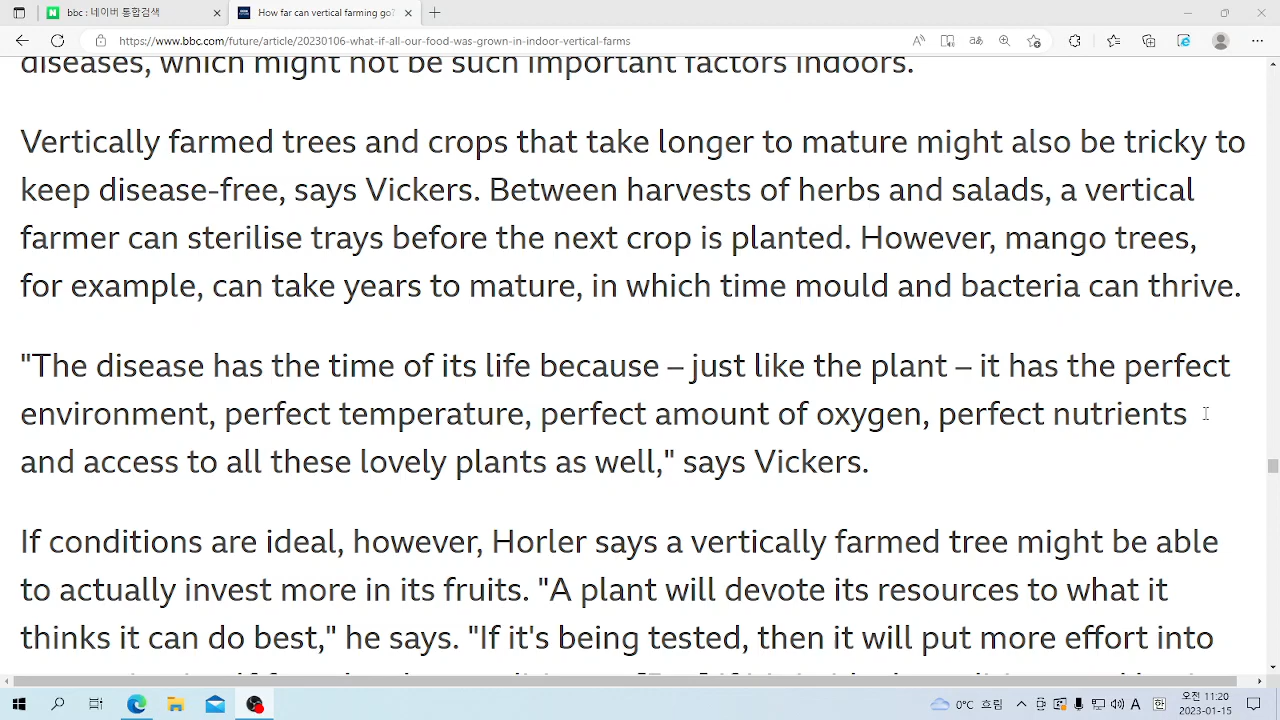 bbc : 네이버 통합검색
How far can vertical farming go?
https://www.bbc.com/future/article/20230106-what-if-all-our-food-was-grown-in-indoor-vertical-farms
diseases, which might not be such important factors indoors.
Vertically farmed trees and crops that take longer to mature might also be tricky to
keep disease-free, says Vickers. Between harvests of herbs and salads, a vertical
farmer can sterilise trays before the next crop is planted. However, mango trees,
for example, can take years to mature, in which time mould and bacteria can thrive.
"The disease has the time of its life because – just like the plant – it has the perfect
environment, perfect temperature, perfect amount of oxygen, perfect nutrients
and access to all these lovely plants as well," says Vickers.
If conditions are ideal, however, Horler says a vertically farmed tree might be able
to actually invest more in its fruits. "A plant will devote its resources to what it
thinks it can do best," he says. "If it's being tested, then it will put more effort into
0°C 흐림
A
오전 11:20
2023-01-15